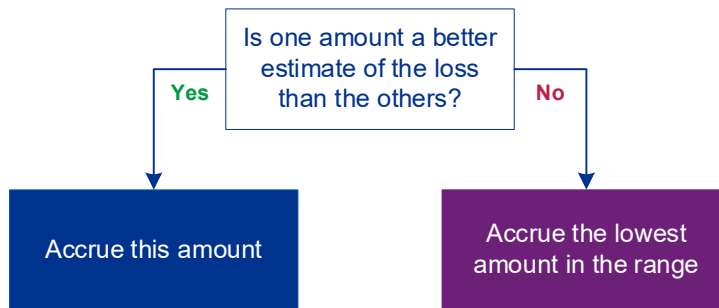 Is one amount a better
estimate of the loss
than the others?
Yes
No
Accrue this amount
Accrue the lowest
amount in the range